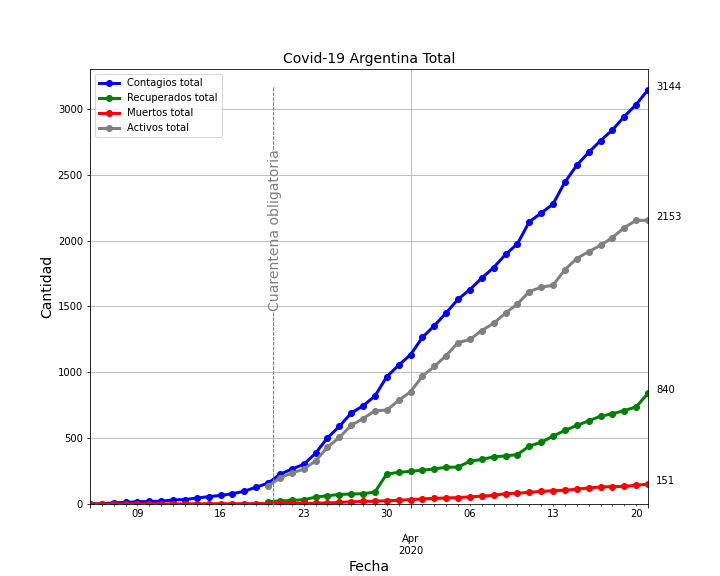 Covid-19 Argentina Total
Contagios total
Recuperados total
Muertos total
Activos total
3000
2500
2000
1500
1000
500
0
Cantidad
Cuarentena obligatoria
3144
2153
840
151
09
16
23
30
06
13
20
Apr
2020
Fecha